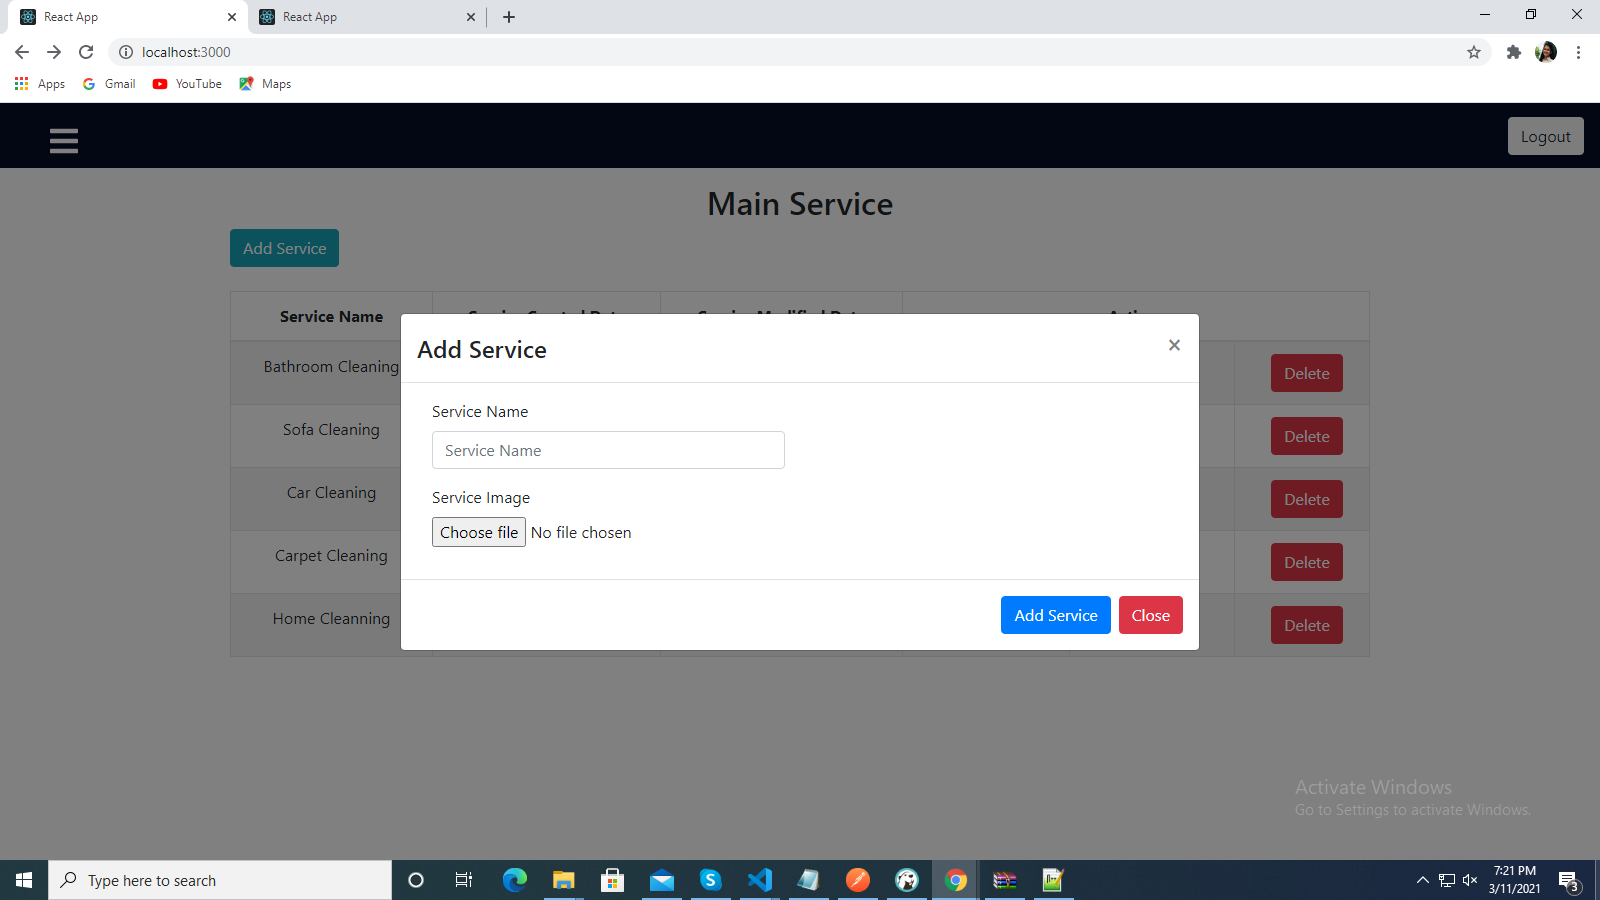 React App
React App
localhost:3000
Apps
Gmail
YouTube
Maps
Logout
Main Service
Add Service
Service Name
Add Service
×
Bathroom Cleaning
Delete
Service Name
Sofa Cleaning
Service Name
Delete
Car Cleaning
Service Image
Delete
Choose file No file chosen
Carpet Cleaning
Delete
Home Cleanning
Add Service
Close
Delete
Activate Windows
Go to Settings to activate Windows.
Type here to search
7:21 PM
3/11/2021
3